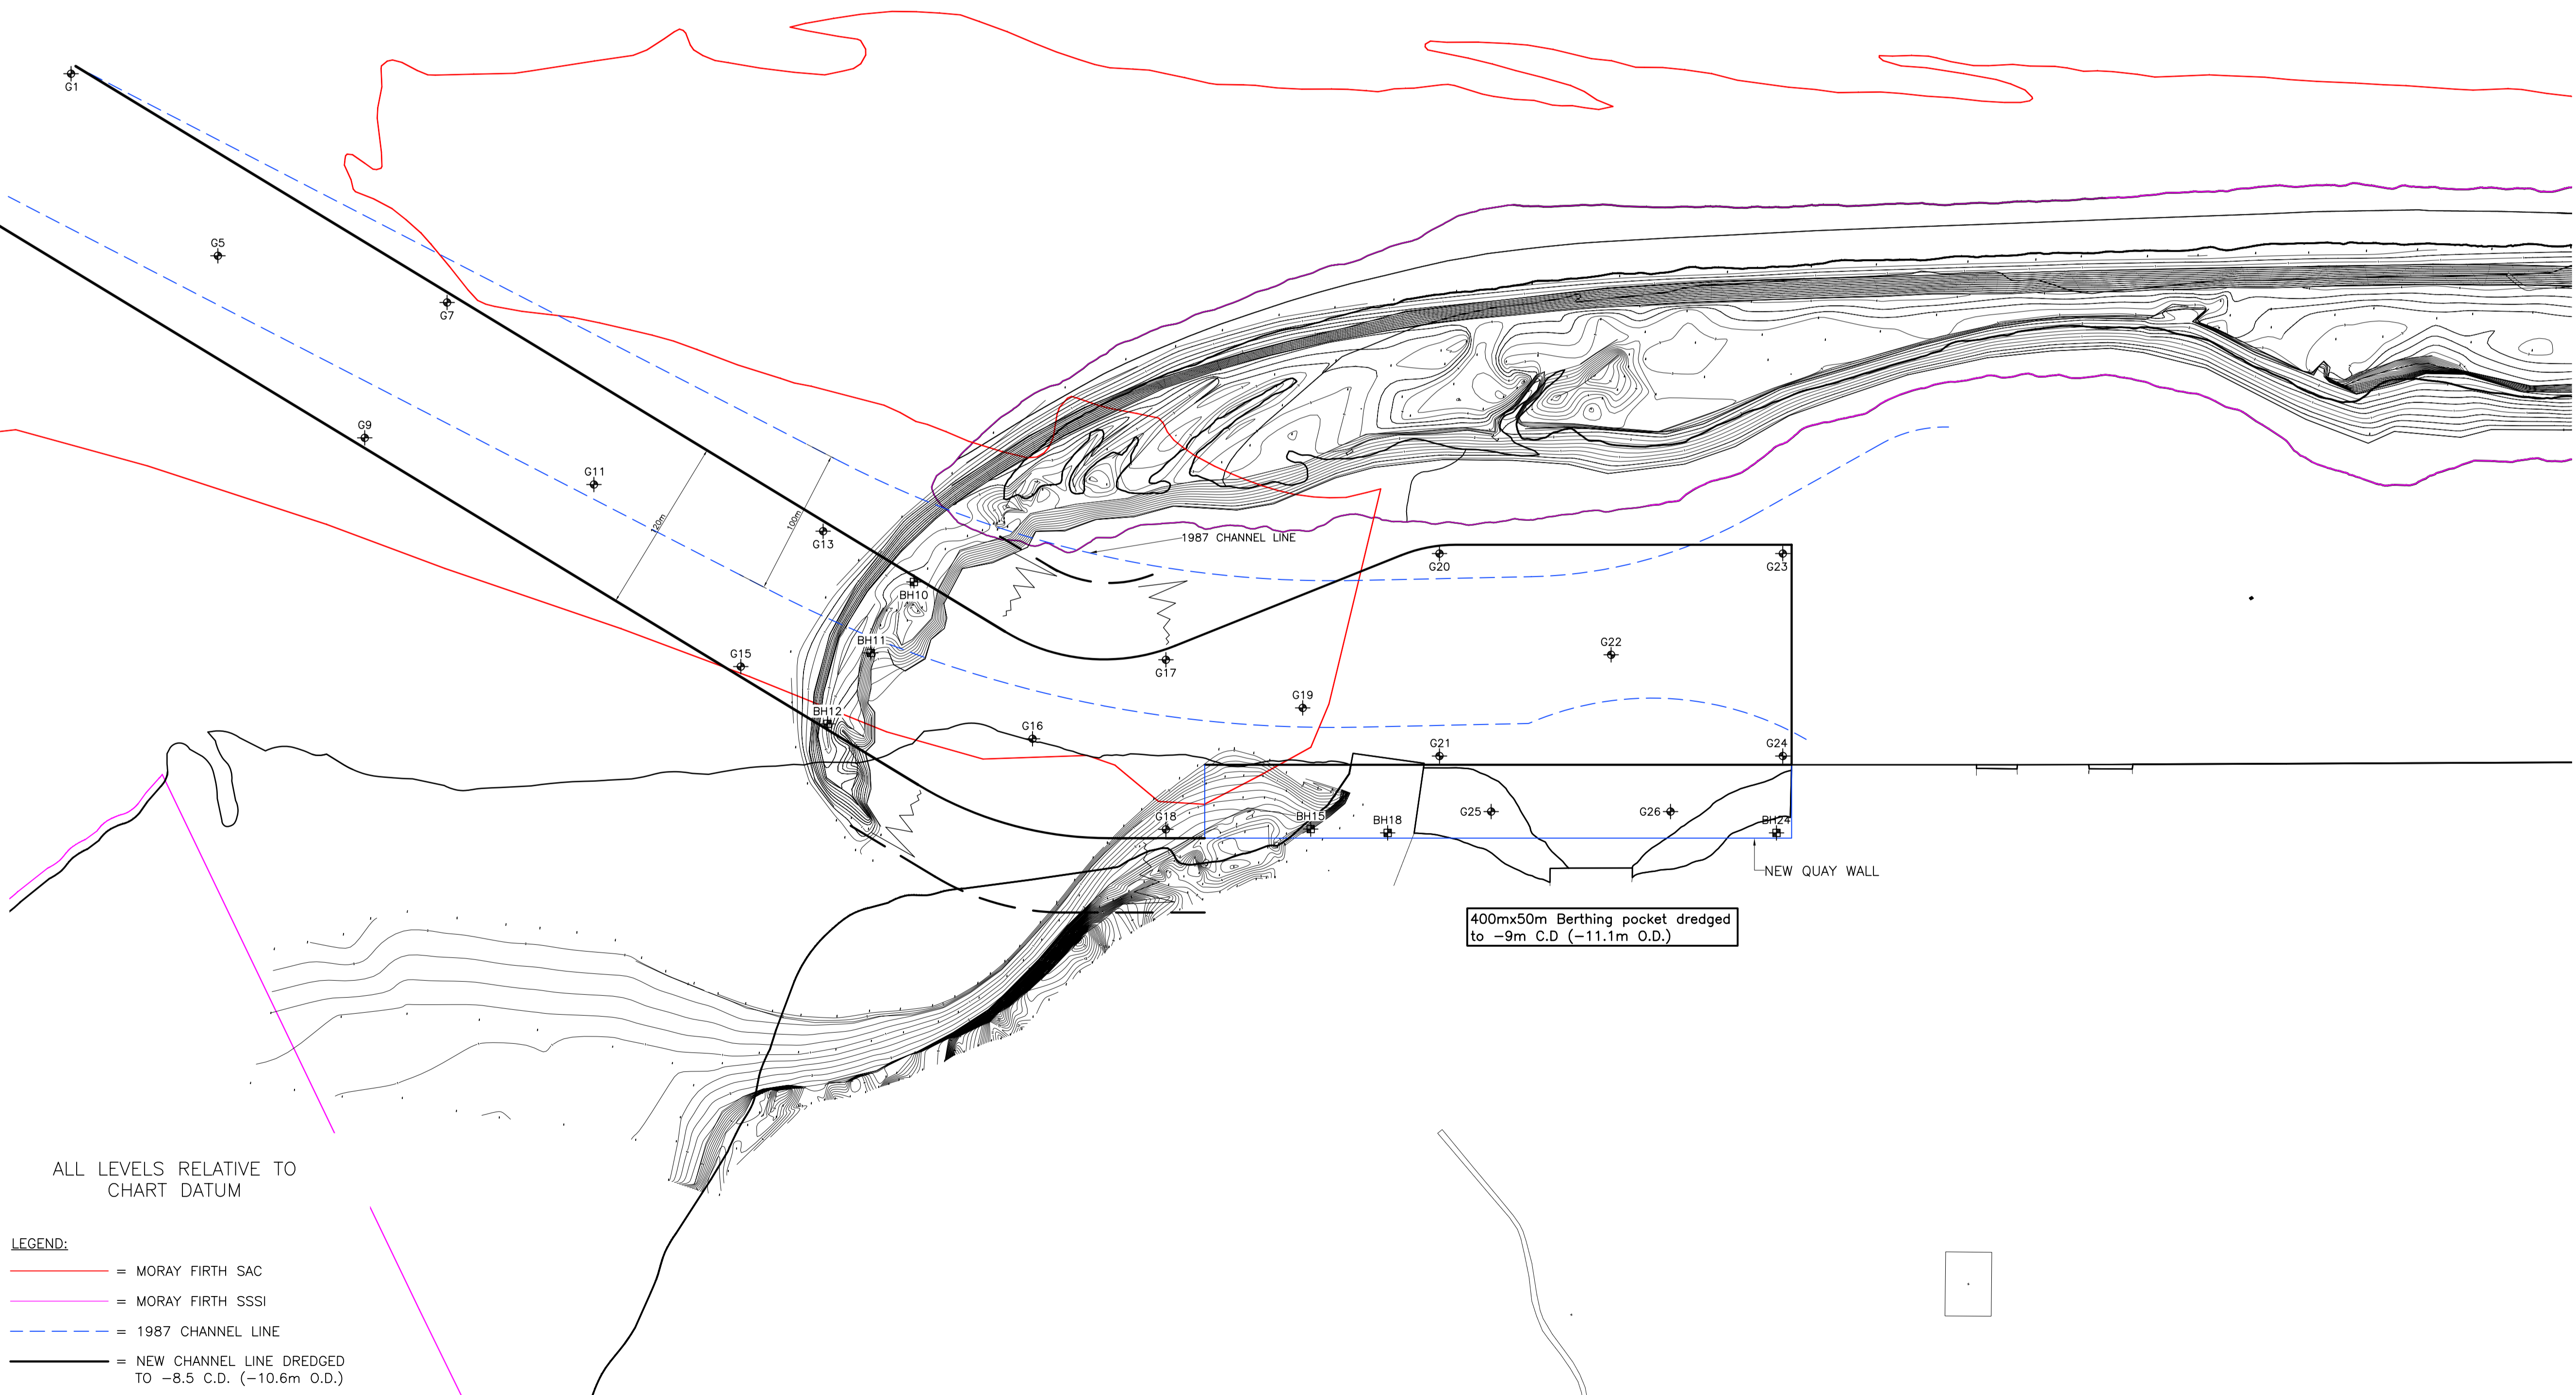 G1
G5
G7
G9
G11
120m
100m
G13
1987 CHANNEL LINE
G20
G23
BH10
BH11
G22
G15
G17
G19
BH12
G16
G21
G24
G18
BH15
BH18
G25
G26
BH24
NEW QUAY WALL
400mx50m Berthing pocket dredged
to -9m C.D (-11.1m O.D.)
ALL LEVELS RELATIVE TO
CHART DATUM
LEGEND:
= MORAY FIRTH SAC
= MORAY FIRTH SSSI
= 1987 CHANNEL LINE
= NEW CHANNEL LINE DREDGED
TO -8.5 C.D. (-10.6m O.D.)